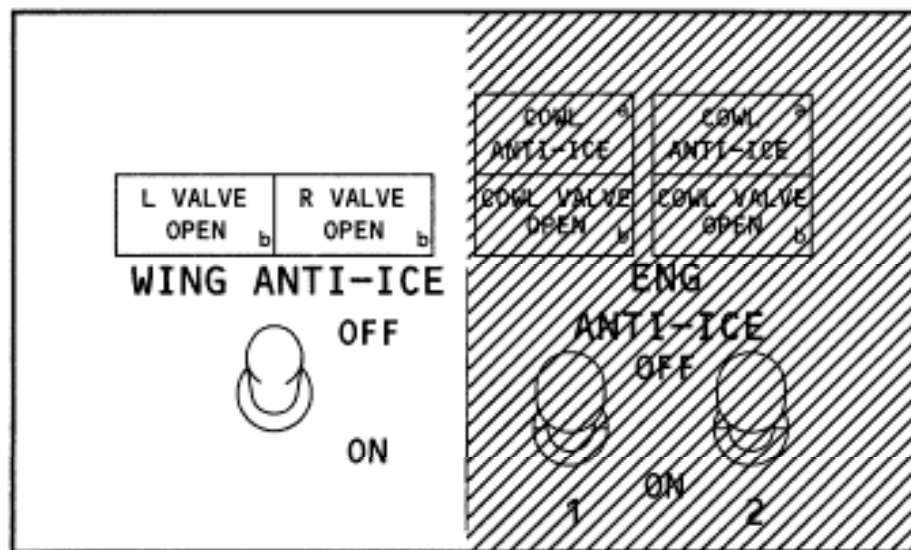 COWL a
ANTI-ICE
COWL a
ANTI-ICE
L VALVE
OPEN b
R VALVE
OPEN b
COWL VALVE
OPEN b
COWL VALVE
OPEN b
WING ANTI-ICE
ENG
ANTI-ICE
OFF
OFF
ON
ON
1
2